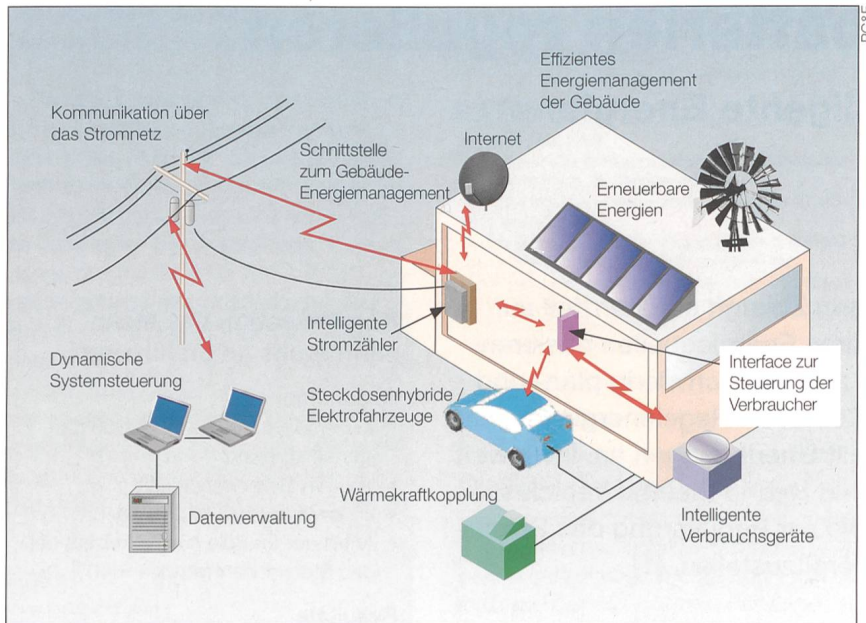 Effizientes
Energiemanagement
der Gebäude
Kommunikation über
das Stromnetz
Schnittstelle
zum Gebäude-
Energiemanagement
Internet
Erneuerbare
Energien
Intelligente
Stromzähler
Interface zur
Steuerung der
Verbraucher
Dynamische
Systemsteuerung
Steckdosenhybride
Elektrofahrzeuge
Wärmekraftkopplung
Datenverwaltung
Intelligente
Verbrauchsgeräte